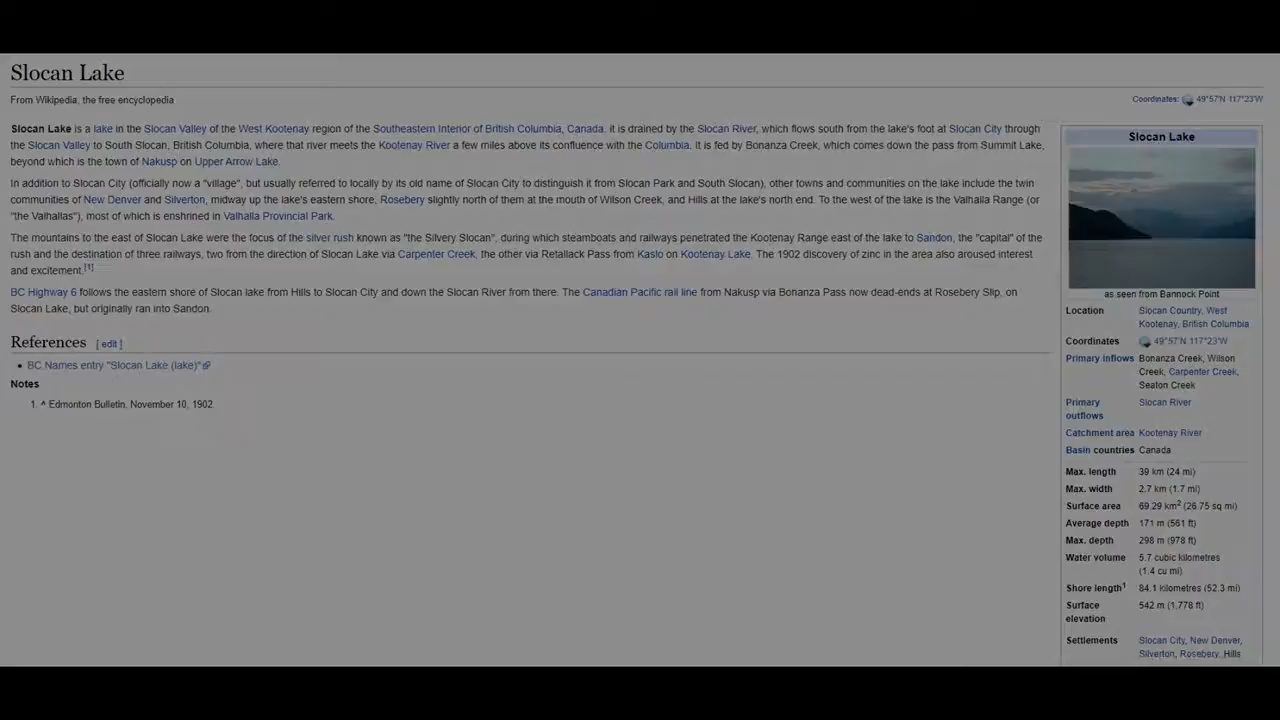 Slocan Lake
From Wikipedia, the free encyclopedia
Coordinates: 49°57′N 117°23′W
Slocan Lake is a lake in the Slocan Valley of the West Kootenay region of the Southeastern Interior of British Columbia, Canada. it is drained by the Slocan River, which flows south from the lake's foot at Slocan City through
the Slocan Valley to South Slocan, British Columbia, where that river meets the Kootenay River a few miles above its confluence with the Columbia. It is fed by Bonanza Creek, which comes down the pass from Summit Lake,
beyond which is the town of Nakusp on Upper Arrow Lake.
In addition to Slocan City (officially now a "village", but usually referred to locally by its old name of Slocan City to distinguish it from Slocan Park and South Slocan), other towns and communities on the lake include the twin
communities of New Denver and Silverton, midway up the lake's eastern shore, Rosebery slightly north of them at the mouth of Wilson Creek, and Hills at the lake's north end. To the west of the lake is the Valhalla Range (or
"the Valhallas"), most of which is enshrined in Valhalla Provincial Park.
The mountains to the east of Slocan Lake were the focus of the silver rush known as "the Silvery Slocan", during which steamboats and railways penetrated the Kootenay Range east of the lake to Sandon, the "capital" of the
rush and the destination of three railways, two from the direction of Slocan Lake via Carpenter Creek, the other via Retallack Pass from Kaslo on Kootenay Lake. The 1902 discovery of zinc in the area also aroused interest
and excitement.[1]
BC Highway 6 follows the eastern shore of Slocan lake from Hills to Slocan City and down the Slocan River from there. The Canadian Pacific rail line from Nakusp via Bonanza Pass now dead-ends at Rosebery Slip, on
Slocan Lake, but originally ran into Sandon.
References [ edit ]
• BC Names entry "Slocan Lake (lake)"
Notes
1. ^ Edmonton Bulletin, November 10, 1902
Slocan Lake
as seen from Bannock Point
Location Slocan Country, West
Kootenay, British Columbia
Coordinates 49°57′N 117°23′W
Primary inflows Bonanza Creek, Wilson
Creek, Carpenter Creek,
Seaton Creek
Primary Slocan River
outflows
Catchment area Kootenay River
Basin countries Canada
Max. length 39 km (24 mi)
Max. width 2.7 km (1.7 mi)
Surface area 69.29 km2 (26.75 sq mi)
Average depth 171 m (561 ft)
Max. depth 298 m (978 ft)
Water volume 5.7 cubic kilometres
(1.4 cu mi)
Shore length1 84.1 kilometres (52.3 mi)
Surface 542 m (1,778 ft)
elevation
Settlements Slocan City, New Denver,
Silverton, Rosebery, Hills